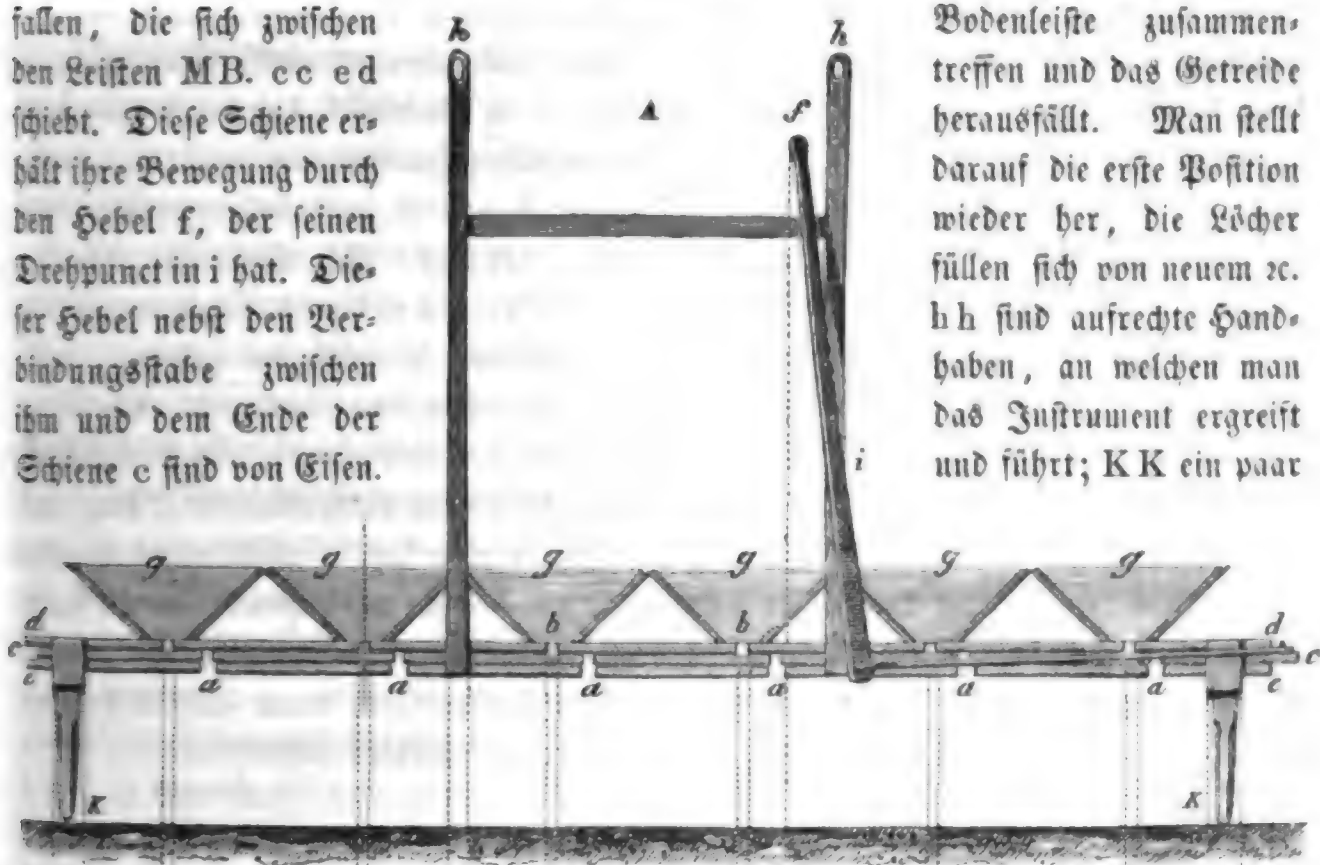 fallen, die ſich zwiſchen
den Leiſten MB. cc ed
ſchiebt. Dieſe Schiene er⸗
hält ihre Bewegung durch
den Hebel f, der ſeinen
Drehpunct in i hat. Die⸗
ſer Hebel nebſt den Ver⸗
bindungsſtabe zwiſchen
ihm und dem Ende der
Schiene c ſind von Eiſen.
Bodenleiſte zuſammen⸗
treffen und das Getreide
herausfällt. Man ſtellt
darauf die erſte Poſition
wieder her, die Löcher
füllen ſich von neuem ꝛc.
h h ſind aufrechte Hand⸗
haben, an welchen man
das Inſtrument ergreift
und führt; K K ein paar
h h
A
f
i
g g g g g g
d b b d
c c
e a a a a a a e
K K